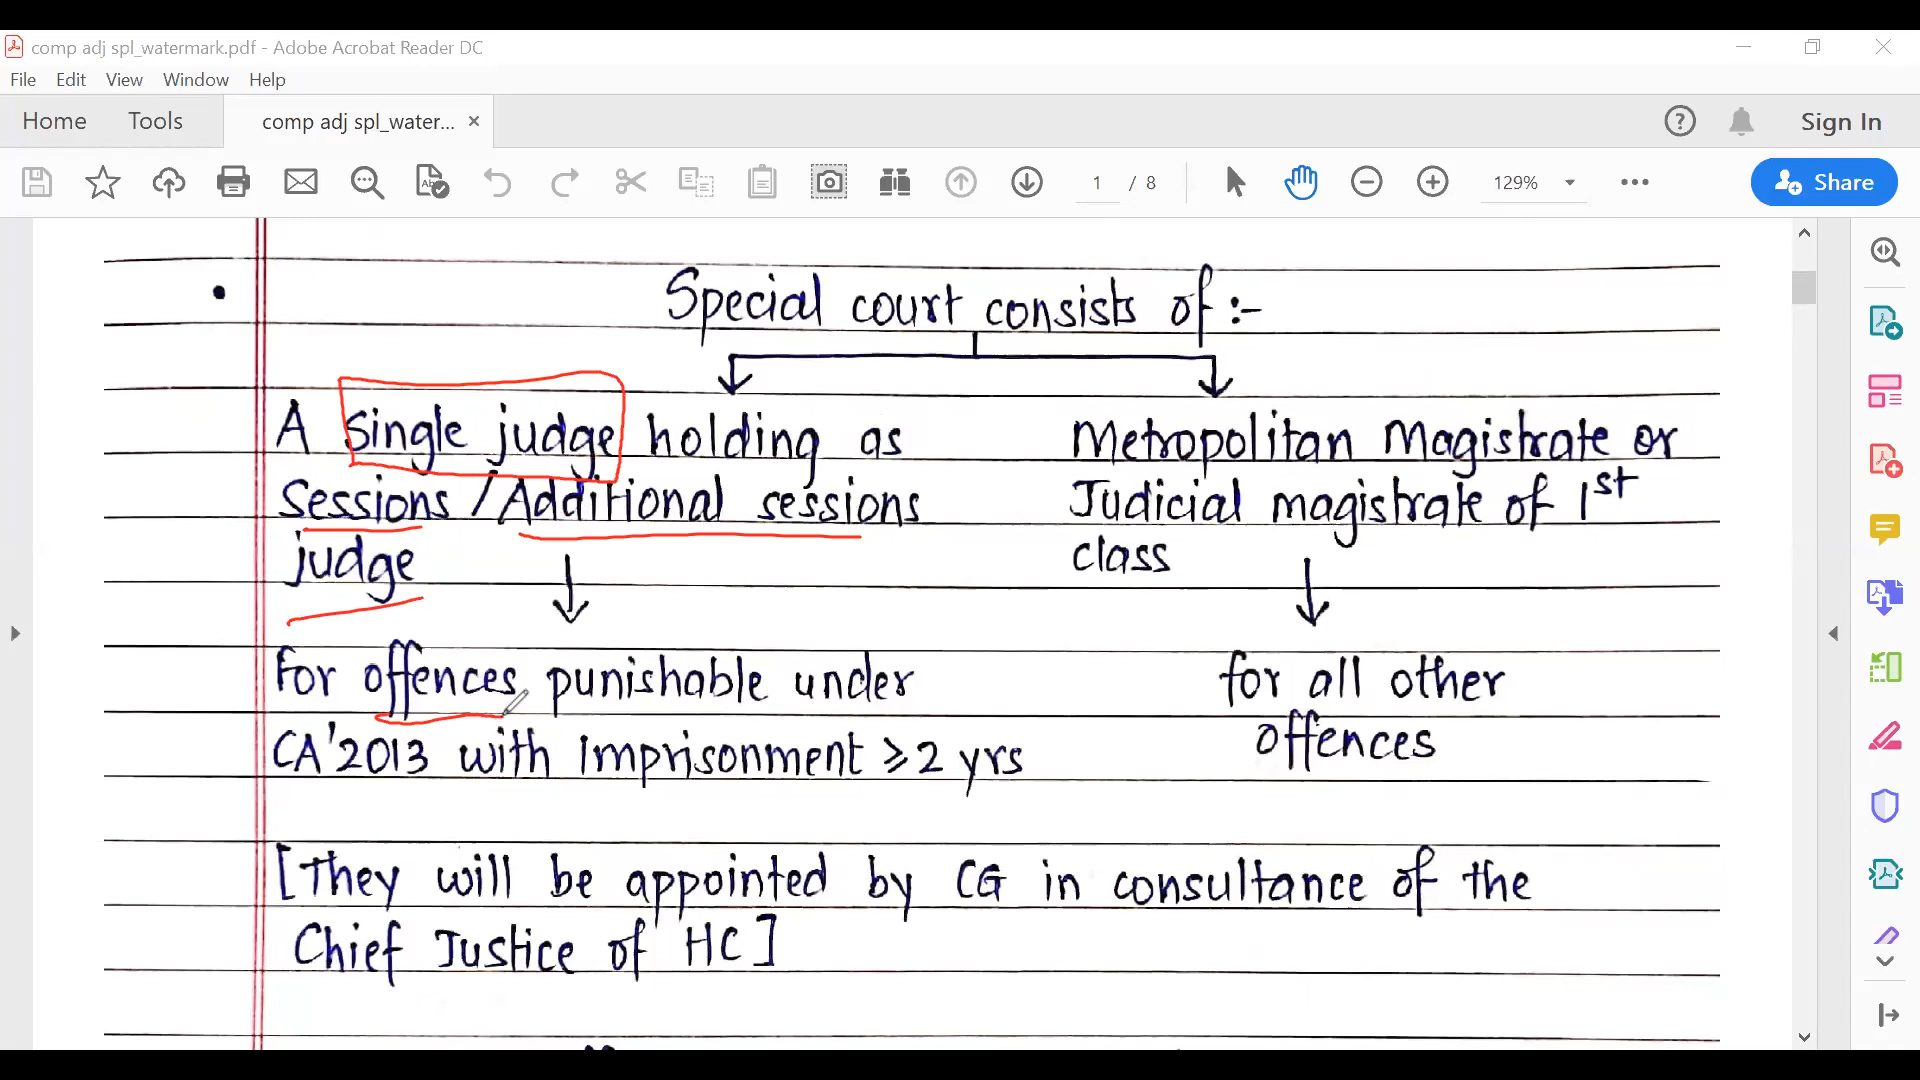 comp adj spl_watermark.pdf - Adobe Acrobat Reader DC
File Edit View Window Help
Home Tools comp adj spl_water... × Sign In
1 / 8 129% Share
Special court consists of :-
A Single judge holding as
Sessions / Additional sessions
judge
Metropolitan Magistrate or
Judicial magistrate of 1st
class
For offences punishable under
CA'2013 with imprisonment ≥ 2 yrs
for all other
offences
[They will be appointed by CG in consultance of the
Chief Justice of HC]